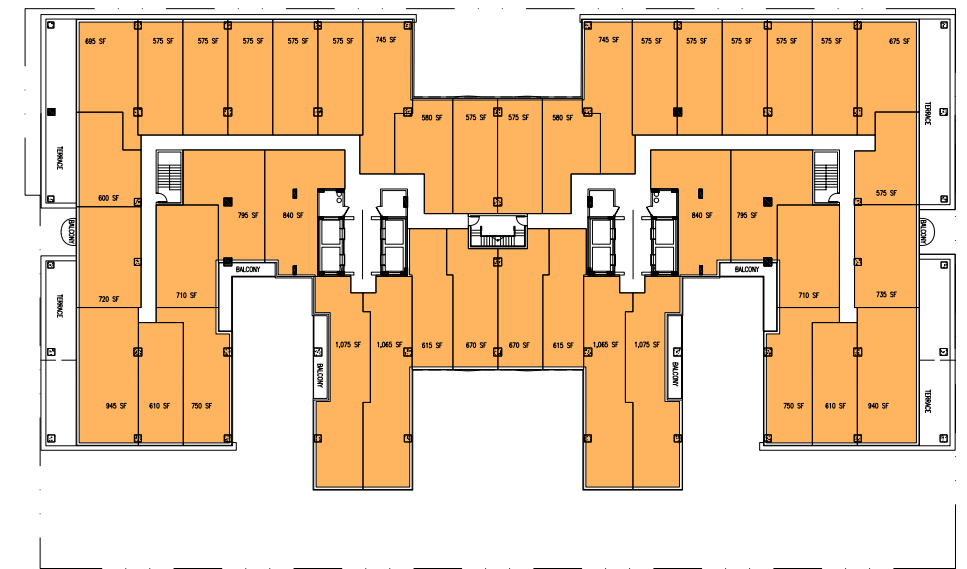 695 SF
575 SF
575 SF
575 SF
575 SF
575 SF
745 SF
745 SF
575 SF
575 SF
575 SF
575 SF
575 SF
675 SF
580 SF
575 SF
575 SF
580 SF
TERRACE
TERRACE
600 SF
795 SF
840 SF
840 SF
795 SF
575 SF
BALCONY
BALCONY
BALCONY
BALCONY
720 SF
710 SF
710 SF
735 SF
TERRACE
1,075 SF
1,065 SF
615 SF
670 SF
670 SF
615 SF
1,065 SF
1,075 SF
BALCONY
BALCONY
TERRACE
945 SF
610 SF
750 SF
750 SF
610 SF
940 SF